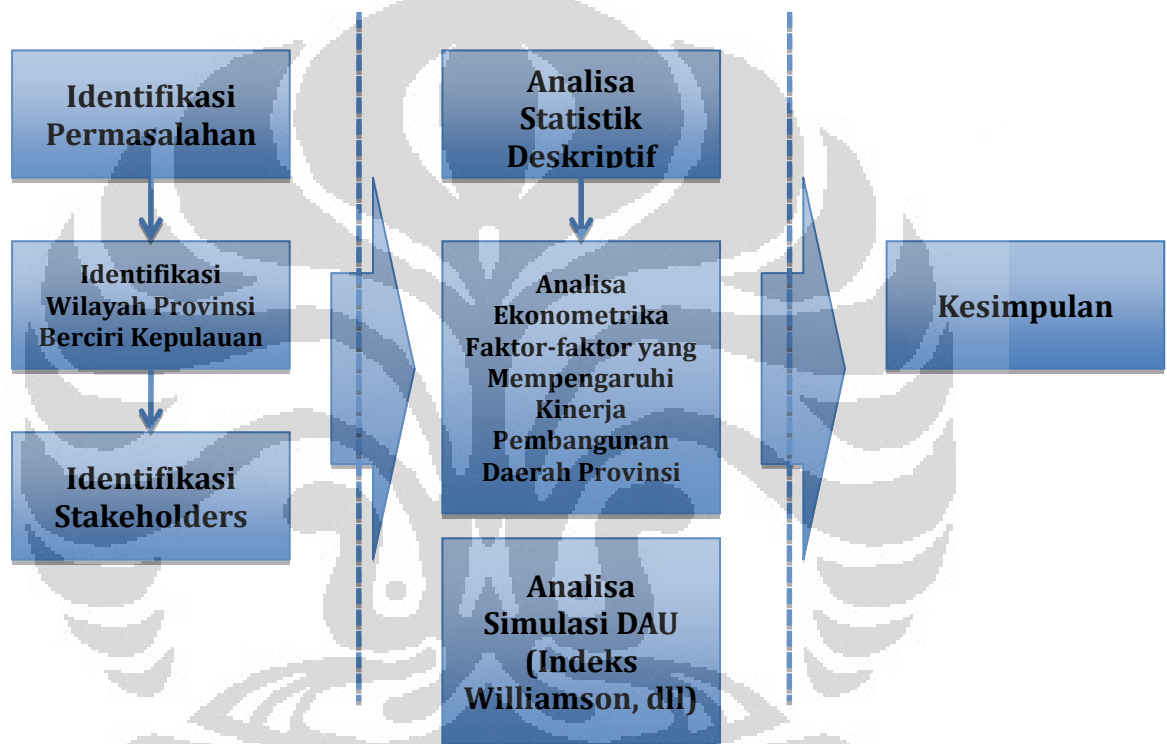 Identifikasi
Permasalahan
Identifikasi
Wilayah Provinsi
Berciri Kepulauan
Identifikasi
Stakeholders
Analisa
Statistik
Deskriptif
Analisa
Ekonometrika
Faktor-faktor yang
Mempengaruhi
Kinerja
Pembangunan
Daerah Provinsi
Analisa
Simulasi DAU
(Indeks
Williamson, dll)
Kesimpulan